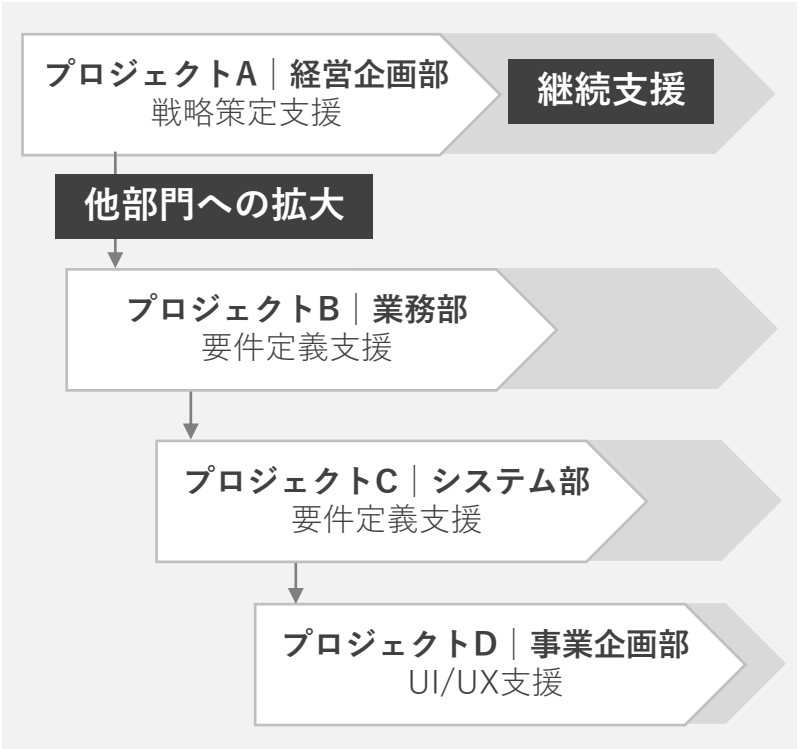 プロジェクトA｜経営企画部
戦略策定支援
継続支援
他部門への拡大
プロジェクトB｜業務部
要件定義支援
プロジェクトC｜システム部
要件定義支援
プロジェクトD｜事業企画部
UI/UX支援